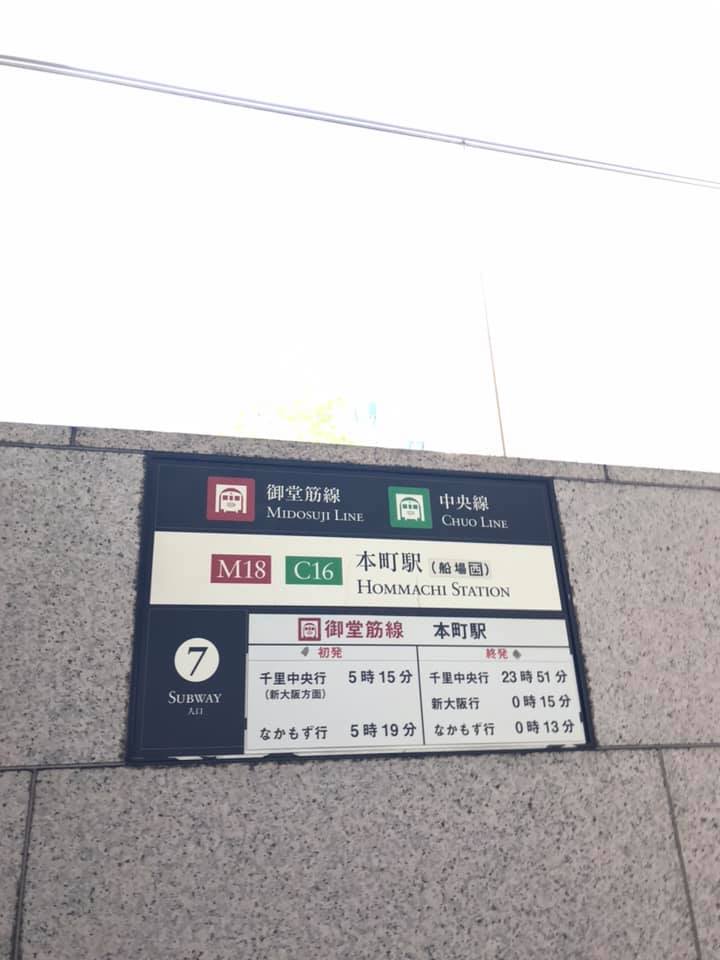 御堂筋線
MIDOSUJI LINE
中央線
CHUO LINE
M18 C16 本町駅(船場西)
HOMMACHI STATION
7
SUBWAY
入口
御堂筋線 本町駅
初発
千里中央行 5時15分
(新大阪方面)
なかもず行 5時19分
終発
千里中央行 23時51分
新大阪行 0時15分
なかもず行 0時13分